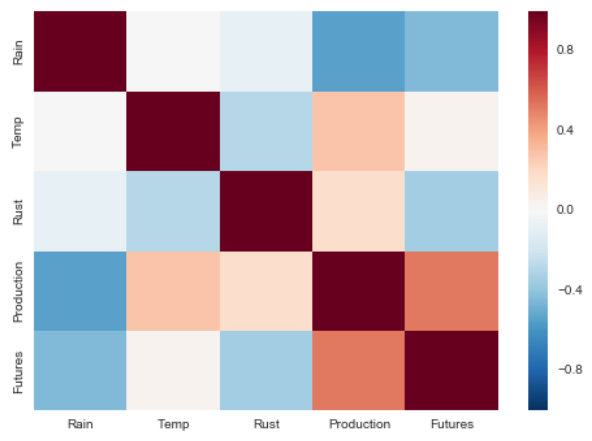 Rain
Temp
Rust
Production
Futures
0.8
0.4
0.0
−0.4
−0.8
Rain Temp Rust Production Futures